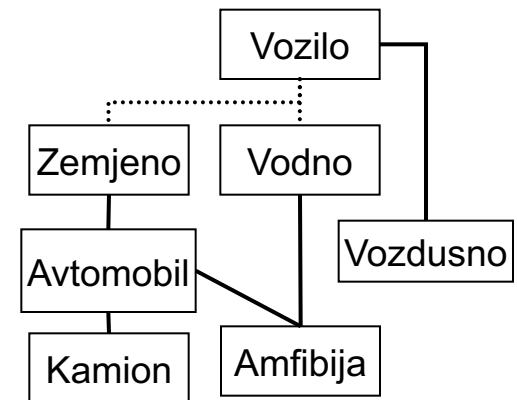 Vozilo
Zemjeno
Vodno
Vozdusno
Avtomobil
Kamion
Amfibija